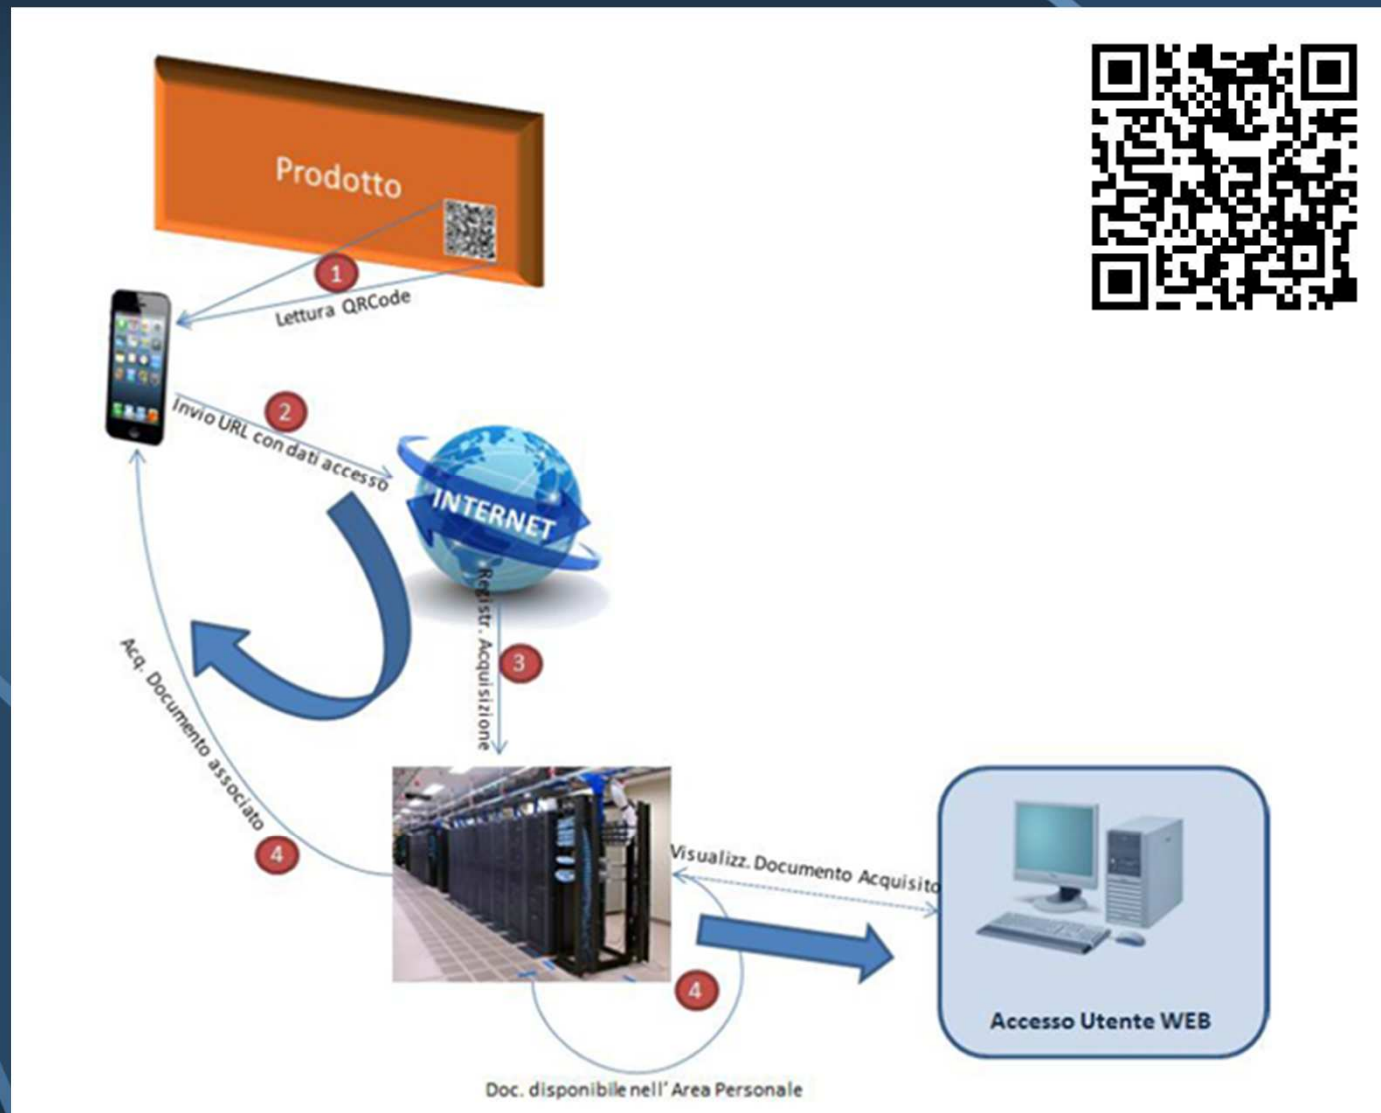 Prodotto
1
Lettura QRCode
2
Invio URL con dati accesso
INTERNET
Registr. Acquisizione
3
Acq. Documento associato
4
Visualizz. Documento Acquisito
4
Accesso Utente WEB
Doc. disponibile nell' Area Personale